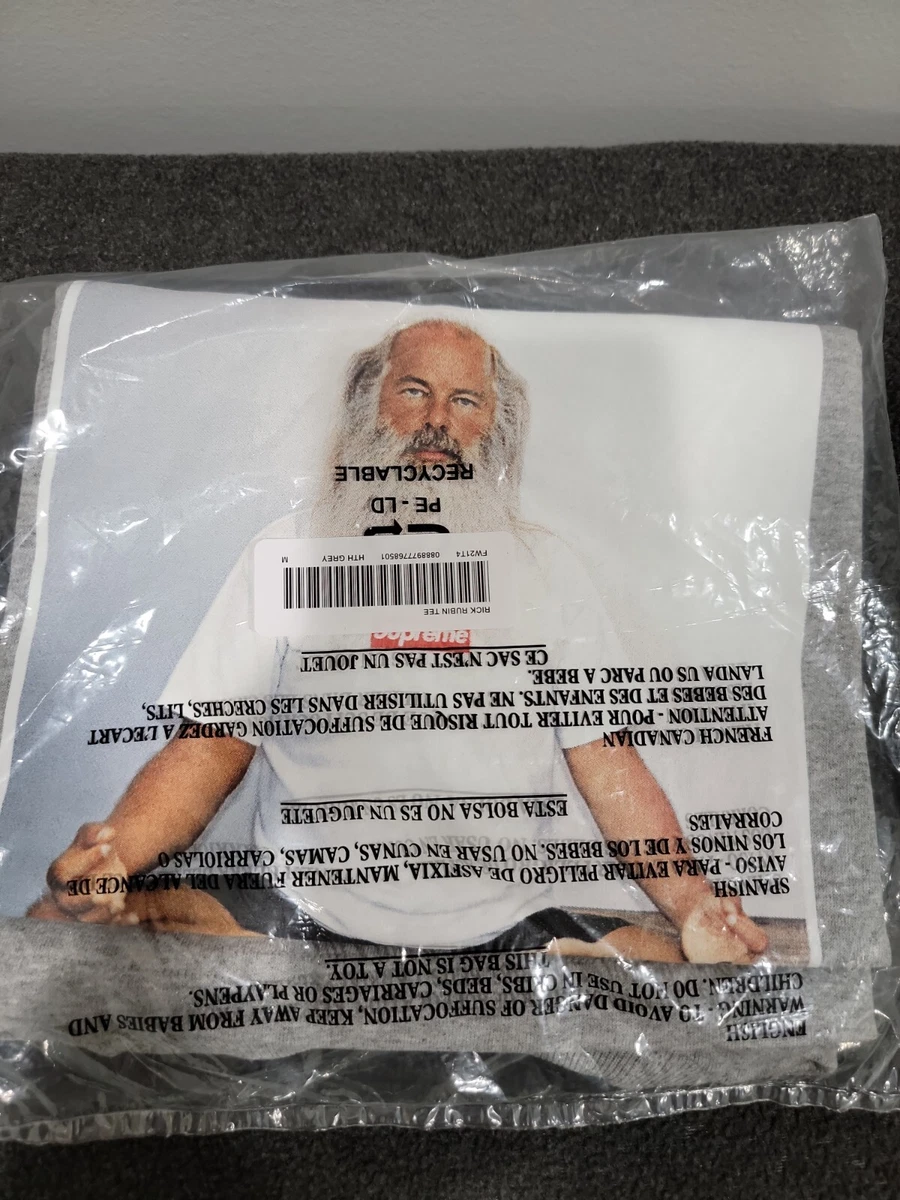 ENGLISH
WARNING - TO AVOID DANGER OF SUFFOCATION, KEEP AWAY FROM BABIES AND
CHILDREN. DO NOT USE IN CRIBS, BEDS, CARRIAGES OR PLAYPENS.
THIS BAG IS NOT A TOY.
SPANISH
AVISO - PARA EVITAR PELIGRO DE ASFIXIA, MANTENER FUERA DEL ALCANCE DE
LOS NINOS Y DE LOS BEBES. NO USAR EN CUNAS, CAMAS, CARRIOLAS O
CORRALES
ESTA BOLSA NO ES UN JUGUETE
FRENCH CANADIAN
ATTENTION - POUR EVITER TOUT RISQUE DE SUFFOCATION GARDEZ A L'ECART
DES BEBES ET DES ENFANTS. NE PAS UTILISER DANS LES CRECHES, LITS,
LANDA US OU PARC A BEBE.
CE SAC N'EST PAS UN JOUET
Supreme
RICK RUBIN TEE
FW21T4 088897768501 HTH GREY M
PE - LD
RECYCLABLE